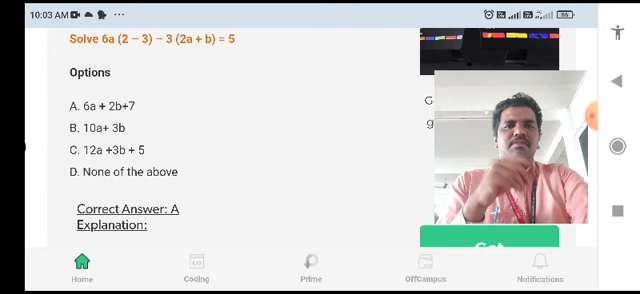 10:03 AM
Solve 6a (2 − 3) − 3 (2a + b) = 5
Options
A. 6a + 2b+7
B. 10a+ 3b
C. 12a +3b + 5
D. None of the above
Correct Answer: A
Explanation:
G
g
Get
Home
Coding
Prime
OffCampus
Notifications